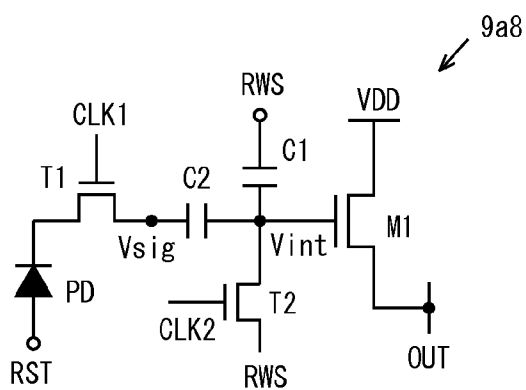 9a8
RWS
VDD
CLK1
C1
T1
C2
M1
Vsig
Vint
PD
T2
CLK2
RST
RWS
OUT